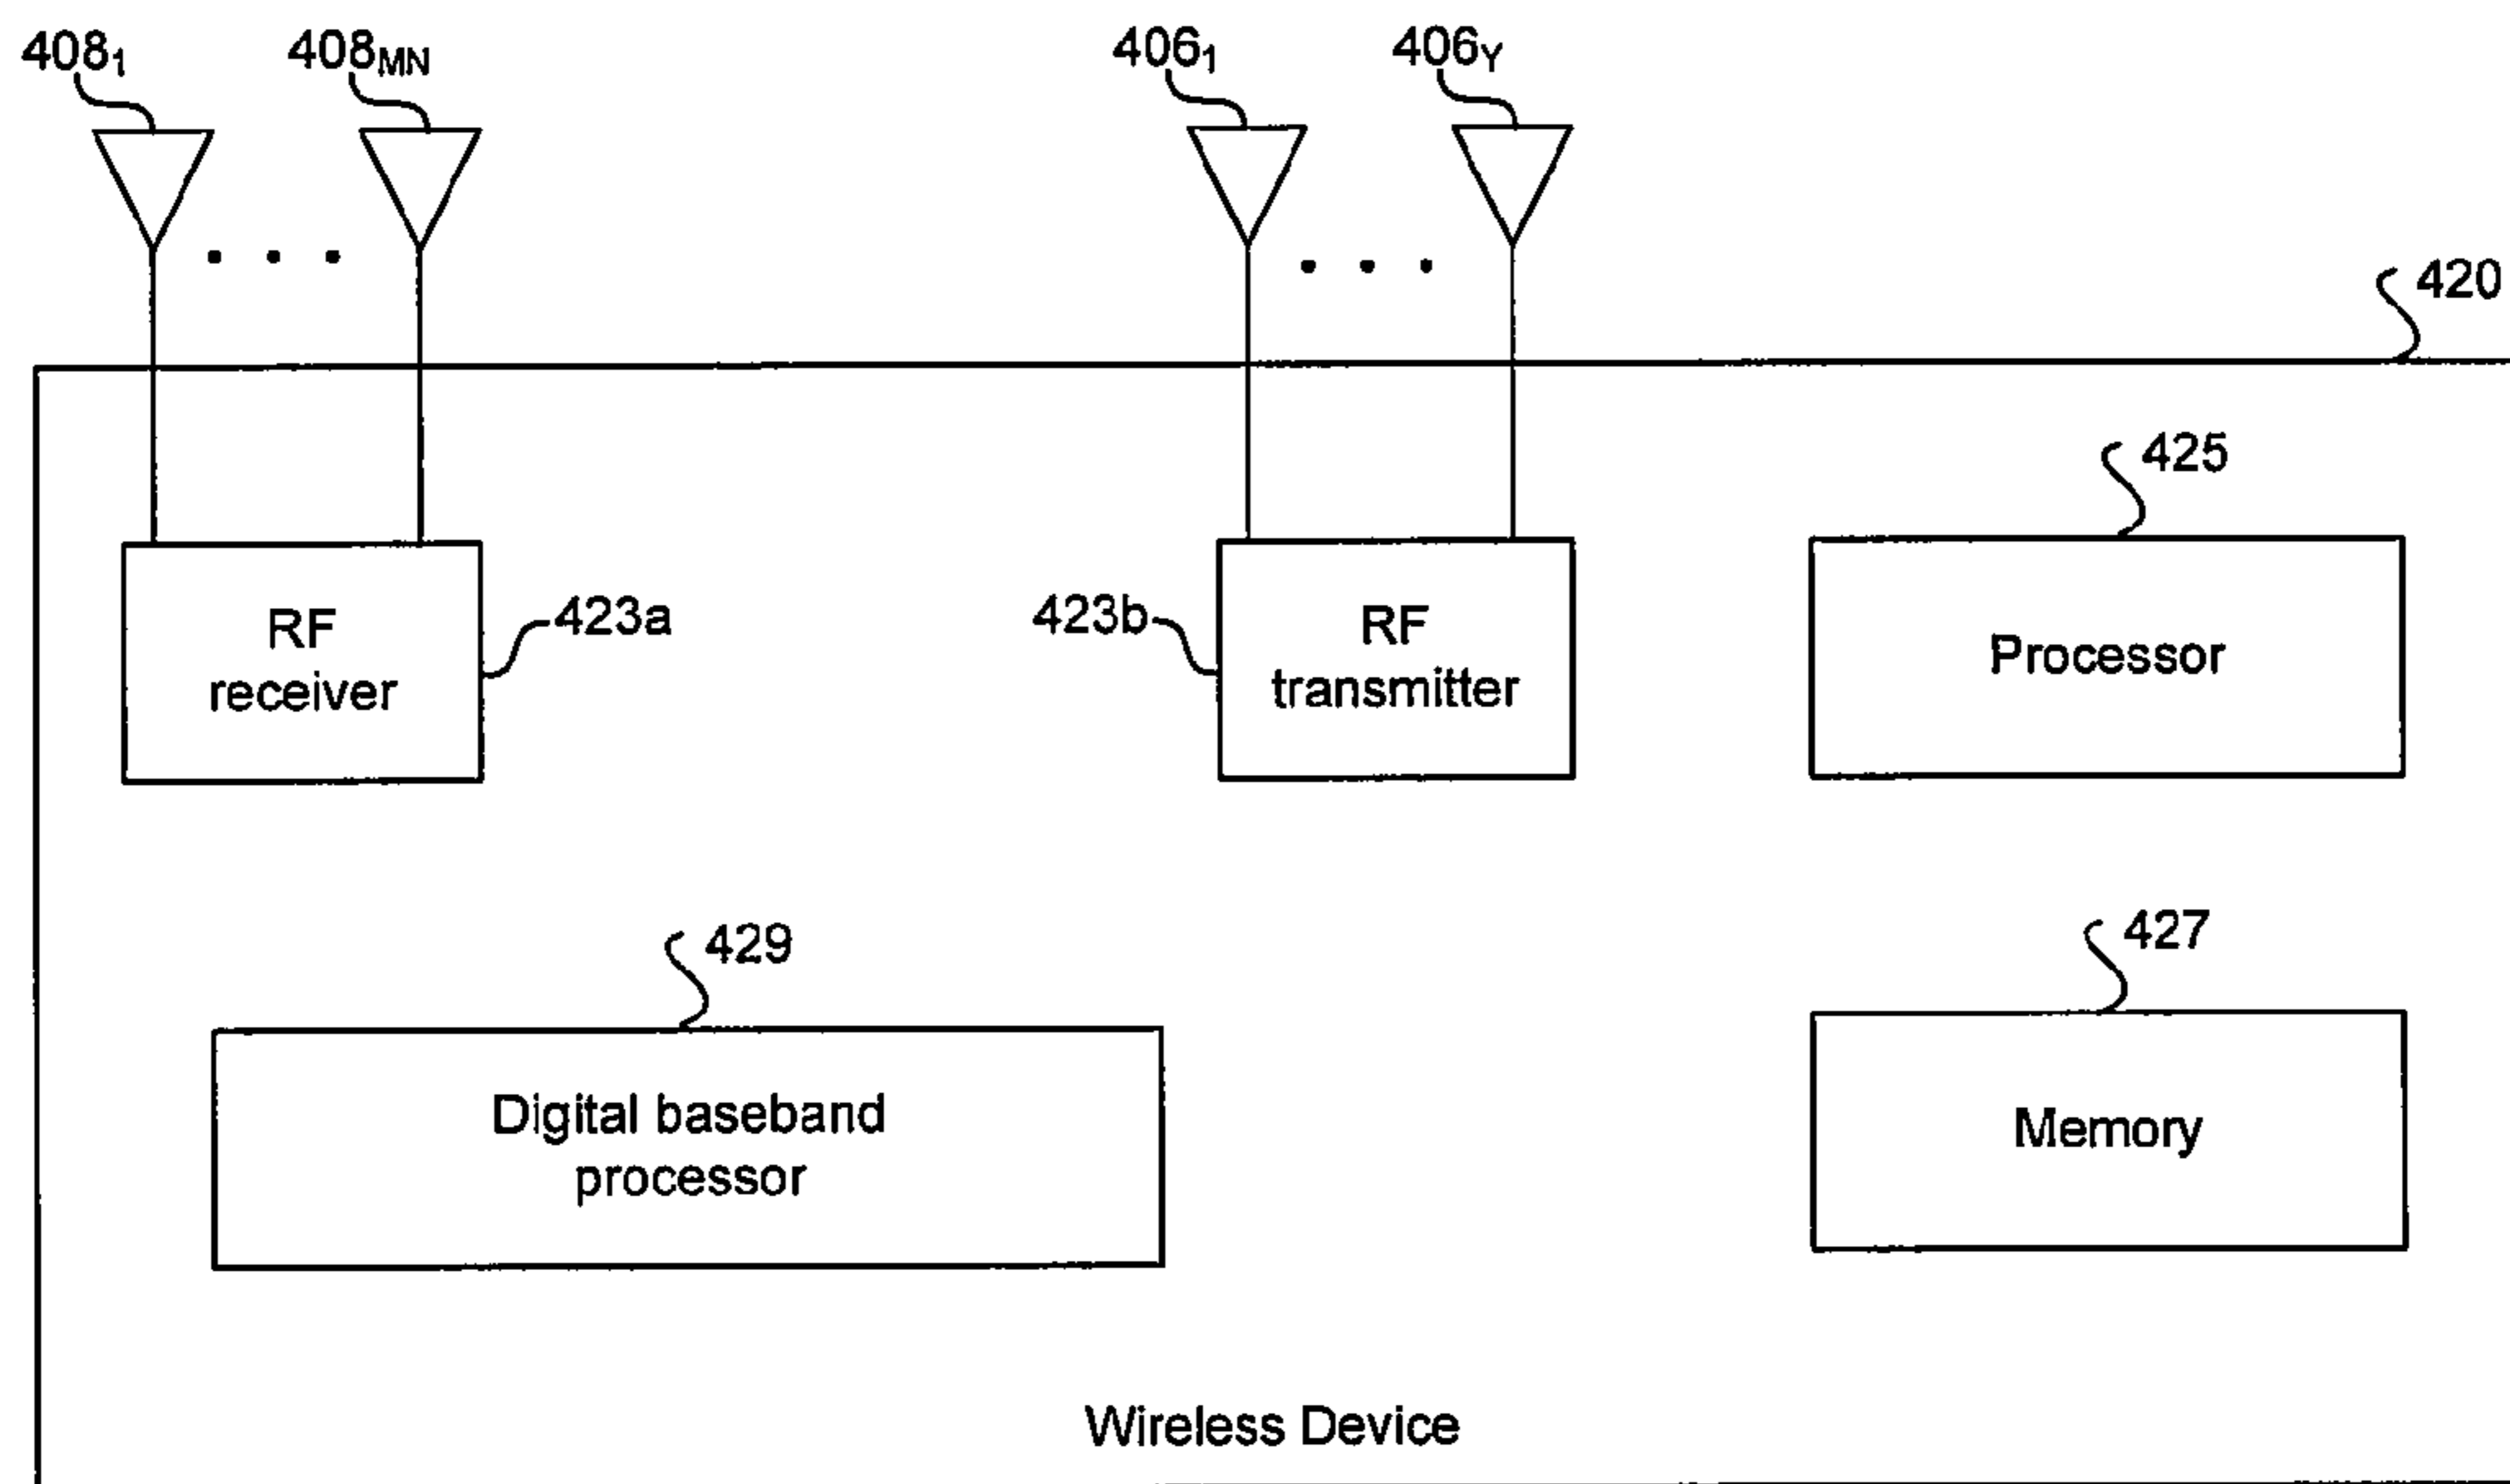 408₁ 408MN 406₁ 406Y
420
425
RF
receiver
423a
423b
RF
transmitter
Processor
429
427
Digital baseband
processor
Memory
Wireless Device